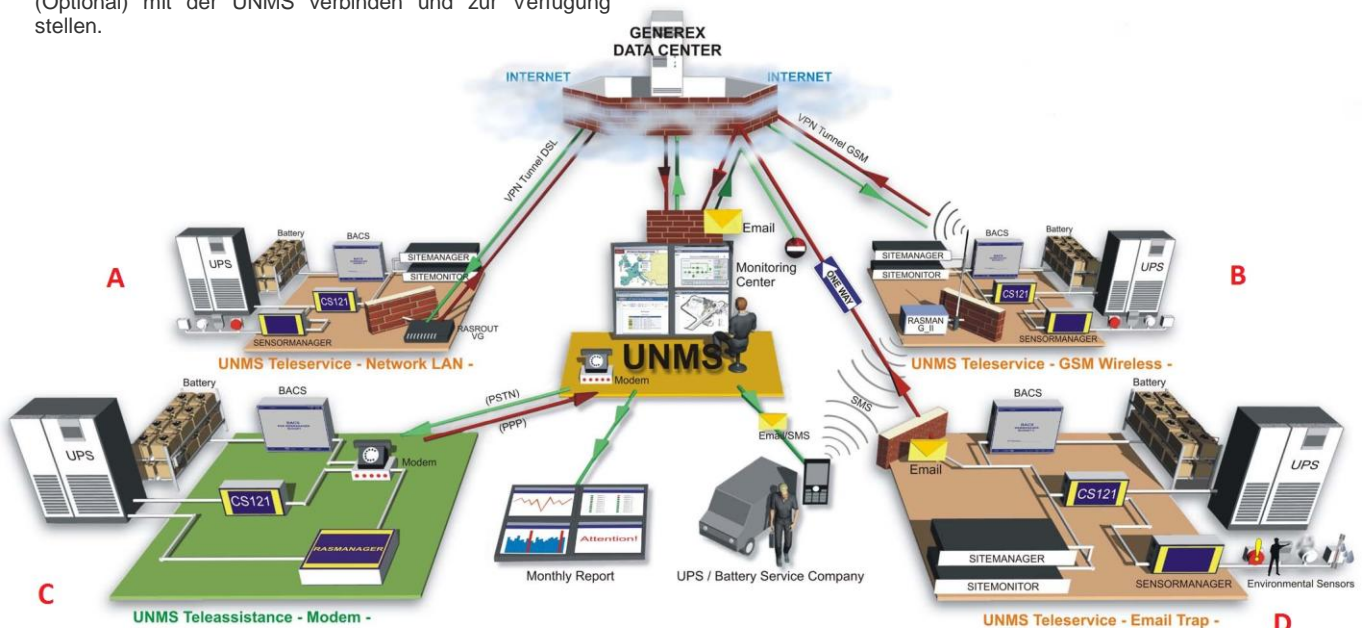 (Optional) mit der UNMS verbinden und zur Verfügung
stellen.
GENEREX
DATA CENTER
INTERNET
INTERNET
VPN Tunnel DSL
VPN Tunnel GSM
Email
Monitoring
Center
ONE WAY
UNMS
Modem
A
UPS
Battery
BACS
BACS
SITEMANAGER
SITEMONITOR
CS121
SENSORMANAGER
RASROUT
VG
UNMS Teleservice - Network LAN -
B
BACS
Battery
SITEMANAGER
SITEMONITOR
UPS
CS121
RASMAN
G_II
SENSORMANAGER
UNMS Teleservice - GSM Wireless -
(PSTN)
(PPP)
Battery
BACS
BACS
UPS
Modem
CS121
RASMANAGER
C
UNMS Teleassistance - Modem -
Attention!
Monthly Report
Email/SMS
UPS / Battery Service Company
SMS
Email
BACS
BACS
Battery
UPS
CS121
SITEMANAGER
SITEMONITOR
SENSORMANAGER
Environmental Sensors
UNMS Teleservice - Email Trap -
D